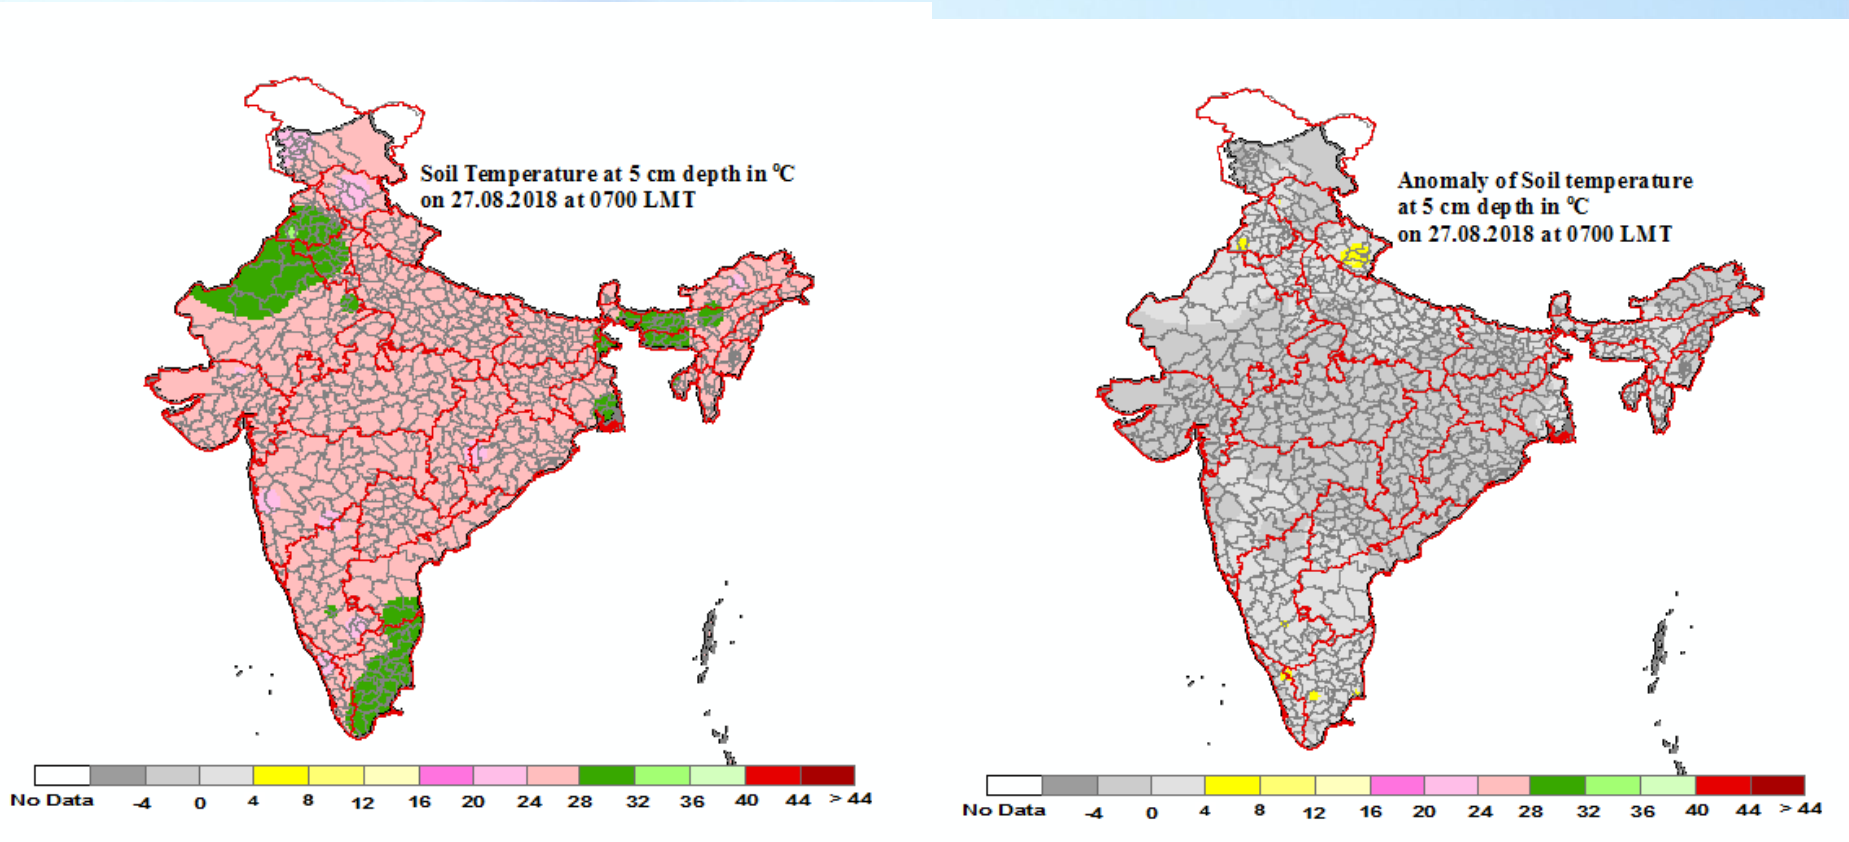 Soil Temperature at 5 cm depth in ⁰C
on 27.08.2018 at 0700 LMT
No Data -4 0 4 8 12 16 20 24 28 32 36 40 44 > 44
Anomaly of Soil temperature
at 5 cm depth in ⁰C
on 27.08.2018 at 0700 LMT
No Data -4 0 4 8 12 16 20 24 28 32 36 40 44 > 44